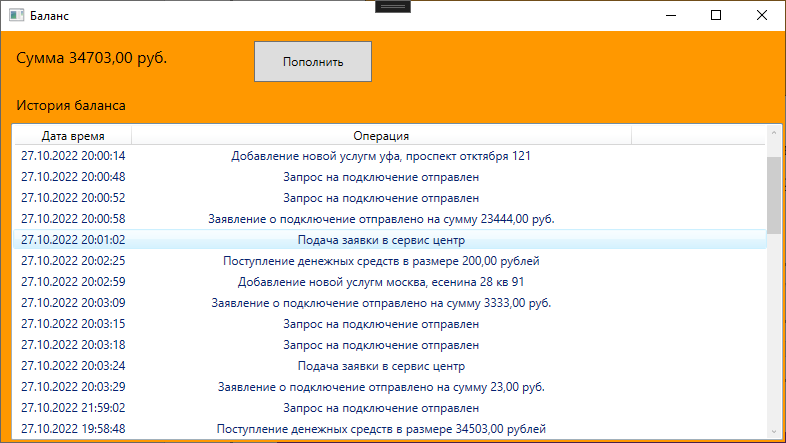 Баланс
Сумма 34703,00 руб.
Пополнить
История баланса
Дата время Операция
27.10.2022 20:00:14 Добавление новой услугм уфа, проспект отктября 121
27.10.2022 20:00:48 Запрос на подключение отправлен
27.10.2022 20:00:52 Запрос на подключение отправлен
27.10.2022 20:00:58 Заявление о подключение отправлено на сумму 23444,00 руб.
27.10.2022 20:01:02 Подача заявки в сервис центр
27.10.2022 20:02:25 Поступление денежных средств в размере 200,00 рублей
27.10.2022 20:02:59 Добавление новой услугм москва, есенина 28 кв 91
27.10.2022 20:03:09 Заявление о подключение отправлено на сумму 3333,00 руб.
27.10.2022 20:03:15 Запрос на подключение отправлен
27.10.2022 20:03:18 Запрос на подключение отправлен
27.10.2022 20:03:24 Подача заявки в сервис центр
27.10.2022 20:03:29 Заявление о подключение отправлено на сумму 23,00 руб.
27.10.2022 21:59:02 Запрос на подключение отправлен
27.10.2022 19:58:48 Поступление денежных средств в размере 34503,00 рублей